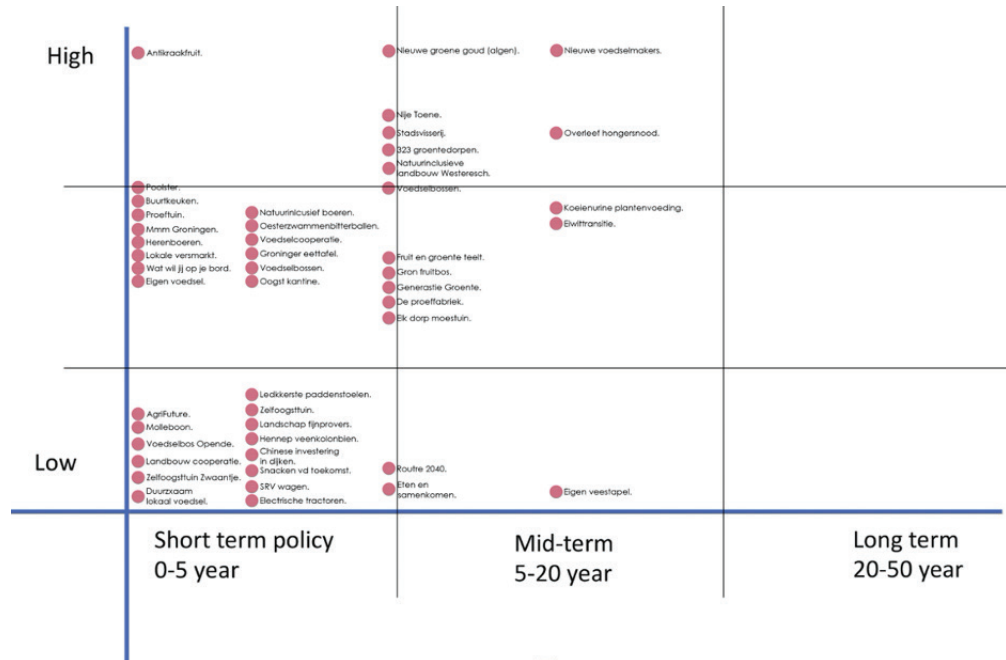 High
Antikraakfruit.
Nieuwe groene goud (algen).
Nieuwe voedselmakers.
Nije Toene.
Stadsvisserij.
Overleef hongersnood.
323 groentedorpen.
Natuurinclusieve
landbouw Westeresch.
Poolster.
Voedselbossen.
Buurtkeuken.
Proeftuin.
Mmm Groningen.
Herenboeren.
Lokale versmarkt.
Wat wil jij op je bord.
Eigen voedsel.
Natuurinlcusief boeren.
Oesterzwammenbitterballen.
Voedselcooperatie.
Groninger eettafel.
Voedselbossen.
Oogst kantine.
Koeienurine plantenvoeding.
Eiwittransitie.
Fruit en groente teelt.
Gron fruitbos.
Generastie Groente.
De proeffabriek.
Elk dorp moestuin.
Low
AgriFuture.
Molleboon.
Voedselbos Opende.
Landbouw cooperatie.
Zelfoogsttuin Zwaantje.
Duurzxaam
lokaal voedsel.
Ledkkerste paddenstoelen.
Zelfoogsttuin.
Landschap fijnprovers.
Hennep veenkolonbien.
Chinese investering
in dijken.
Snacken vd toekomst.
SRV wagen.
Electrische tractoren.
Routre 2040.
Eten en
samenkomen.
Eigen veestapel.
Short term policy
0-5 year
Mid-term
5-20 year
Long term
20-50 year